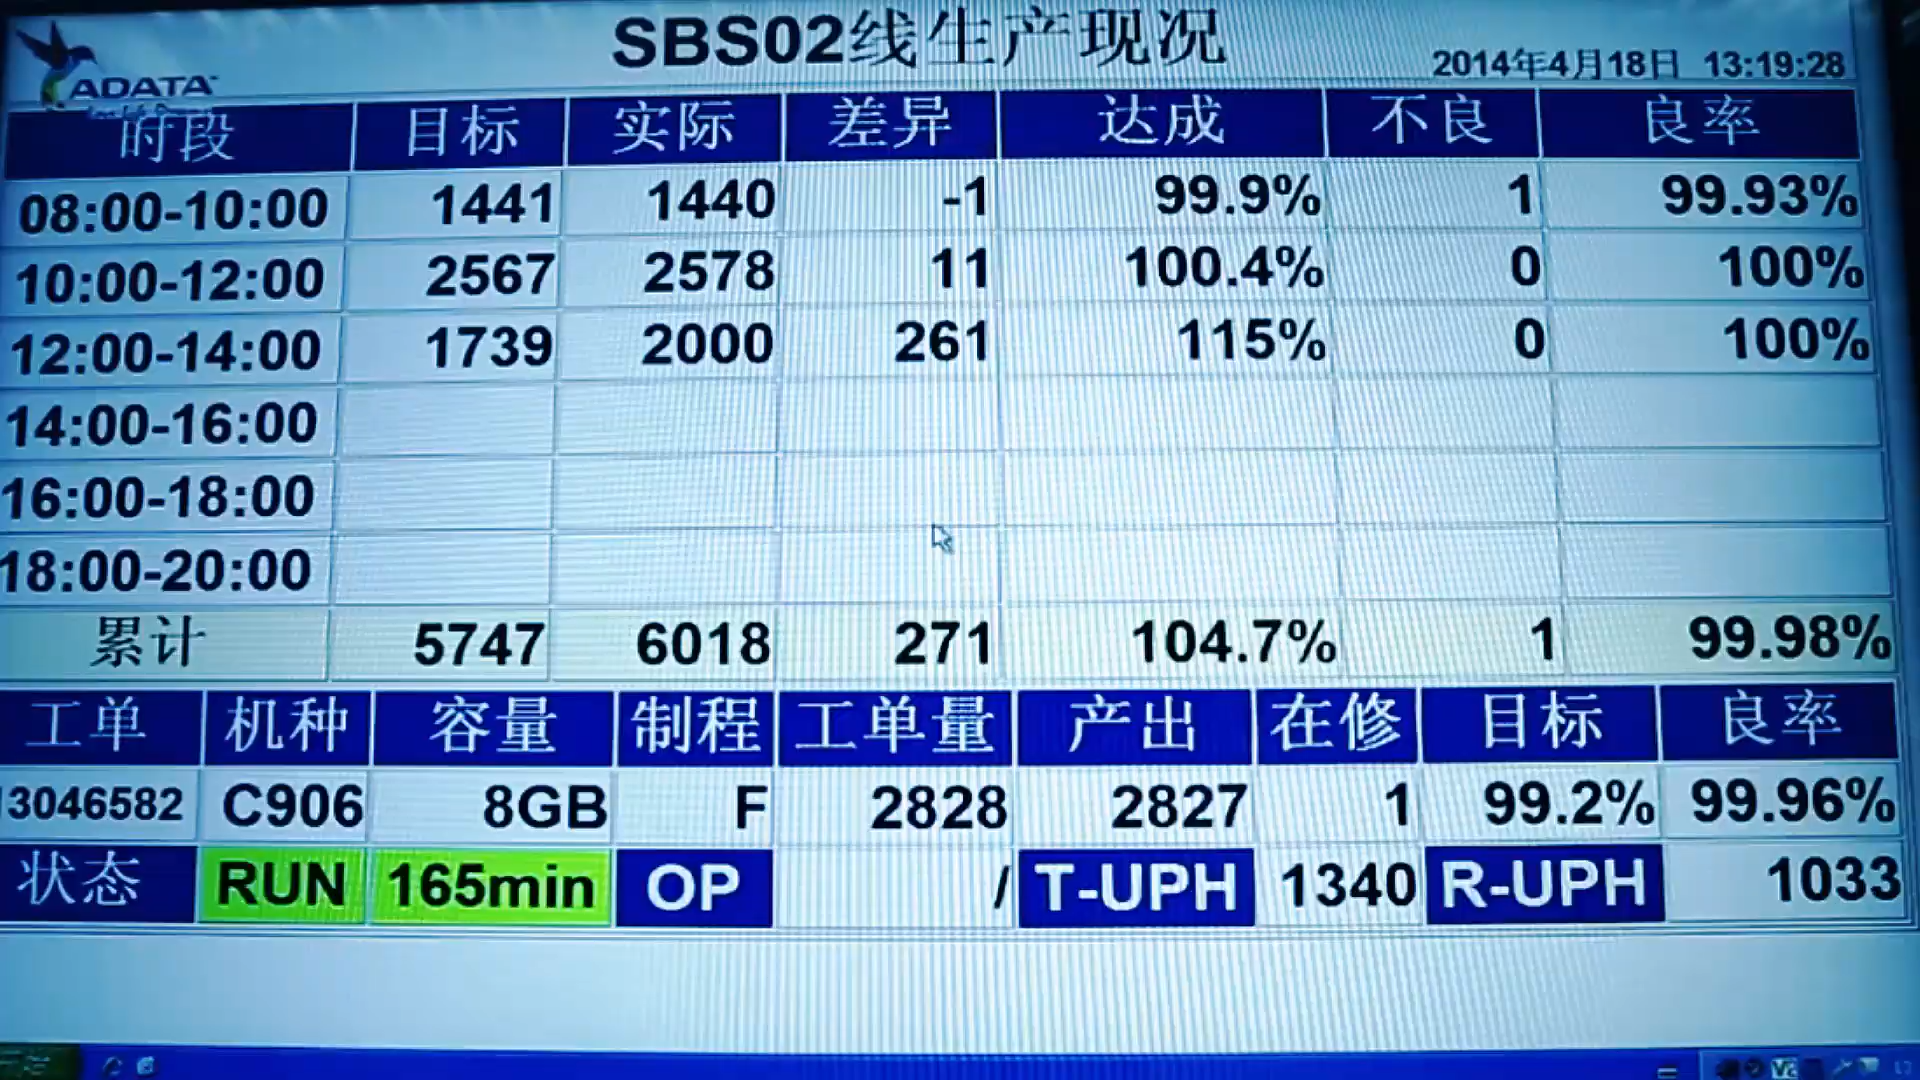 SBS02线生产现况
ADATA
2014年4月18日 13:19:28
时段 目标 实际 差异 达成 不良 良率
08:00-10:00 1441 1440 -1 99.9% 1 99.93%
10:00-12:00 2567 2578 11 100.4% 0 100%
12:00-14:00 1739 2000 261 115% 0 100%
14:00-16:00
16:00-18:00
18:00-20:00
累计 5747 6018 271 104.7% 1 99.98%
工单 机种 容量 制程 工单量 产出 在修 目标 良率
3046582 C906 8GB F 2828 2827 1 99.2% 99.96%
状态 RUN 165min OP / T-UPH 1340 R-UPH 1033